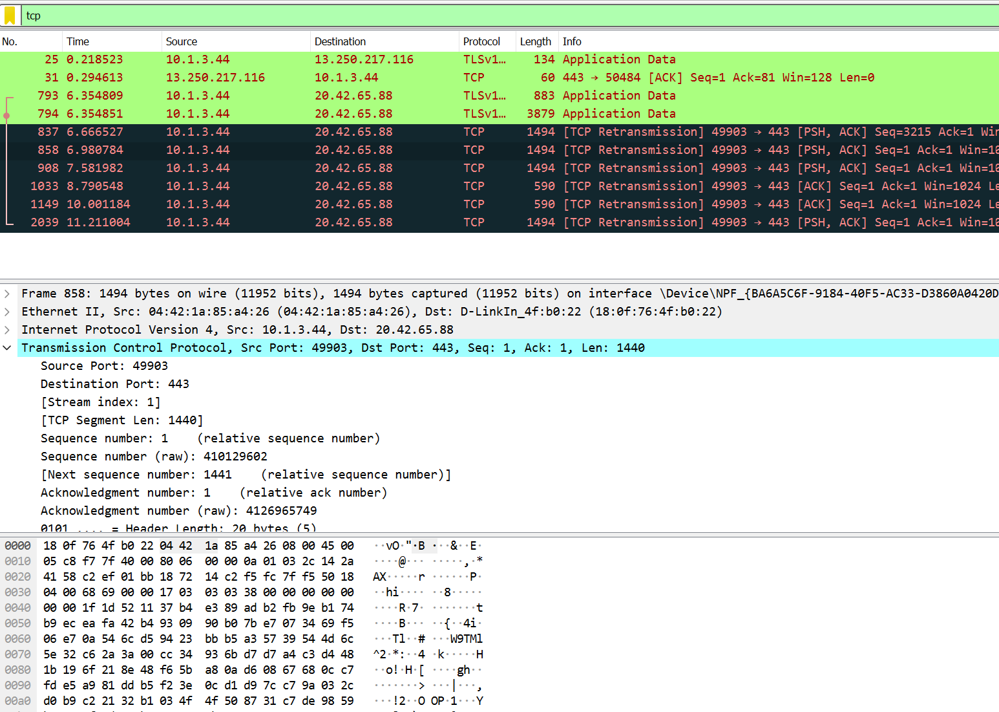 tcp
No. Time Source Destination Protocol Length Info
25 0.218523 10.1.3.44 13.250.217.116 TLSv1… 134 Application Data
31 0.294613 13.250.217.116 10.1.3.44 TCP 60 443 → 50484 [ACK] Seq=1 Ack=81 Win=128 Len=0
793 6.354809 10.1.3.44 20.42.65.88 TLSv1… 883 Application Data
794 6.354851 10.1.3.44 20.42.65.88 TLSv1… 3879 Application Data
837 6.666527 10.1.3.44 20.42.65.88 TCP 1494 [TCP Retransmission] 49903 → 443 [PSH, ACK] Seq=3215 Ack=1 Win
858 6.980784 10.1.3.44 20.42.65.88 TCP 1494 [TCP Retransmission] 49903 → 443 [PSH, ACK] Seq=1 Ack=1 Win=10
908 7.581982 10.1.3.44 20.42.65.88 TCP 1494 [TCP Retransmission] 49903 → 443 [PSH, ACK] Seq=1 Ack=1 Win=10
1033 8.790548 10.1.3.44 20.42.65.88 TCP 590 [TCP Retransmission] 49903 → 443 [ACK] Seq=1 Ack=1 Win=1024 Le
1149 10.001184 10.1.3.44 20.42.65.88 TCP 590 [TCP Retransmission] 49903 → 443 [ACK] Seq=1 Ack=1 Win=1024 Le
2039 11.211004 10.1.3.44 20.42.65.88 TCP 1494 [TCP Retransmission] 49903 → 443 [PSH, ACK] Seq=1 Ack=1 Win=10
Frame 858: 1494 bytes on wire (11952 bits), 1494 bytes captured (11952 bits) on interface \Device\NPF_{BA6A5C6F-9184-40F5-AC33-D3860A0420D
Ethernet II, Src: 04:42:1a:85:a4:26 (04:42:1a:85:a4:26), Dst: D-LinkIn_4f:b0:22 (18:0f:76:4f:b0:22)
Internet Protocol Version 4, Src: 10.1.3.44, Dst: 20.42.65.88
Transmission Control Protocol, Src Port: 49903, Dst Port: 443, Seq: 1, Ack: 1, Len: 1440
Source Port: 49903
Destination Port: 443
[Stream index: 1]
[TCP Segment Len: 1440]
Sequence number: 1 (relative sequence number)
Sequence number (raw): 410129602
[Next sequence number: 1441 (relative sequence number)]
Acknowledgment number: 1 (relative ack number)
Acknowledgment number (raw): 4126965749
0101 .... = Header Length: 20 bytes (5)
0000 18 0f 76 4f b0 22 04 42 1a 85 a4 26 08 00 45 00 ··vO·"·B ···&··E·
0010 05 c8 f7 7f 40 00 80 06 00 00 0a 01 03 2c 14 2a ····@··· ·····,·*
0020 41 58 c2 ef 01 bb 18 72 14 c2 f5 fc 7f f5 50 18 AX·····r ······P·
0030 04 00 68 69 00 00 17 03 03 03 38 00 00 00 00 00 ··hi···· ··8·····
0040 00 00 1f 1d 52 11 37 b4 e3 89 ad b2 fb 9e b1 74 ····R·7· ·······t
0050 b9 ec ea fa 42 b4 93 09 90 b0 7b e7 07 34 69 f5 ····B··· ··{··4i·
0060 06 e7 0a 54 6c d5 94 23 bb b5 a3 57 39 54 4d 6c ···Tl··# ···W9TMl
0070 5e 32 c6 2a 3a 00 cc 34 93 6b d7 d7 a4 c3 d4 48 ^2·*:··4 ·k·····H
0080 1b 19 6f 21 8e 48 f6 5b a8 0a d6 08 67 68 0c c7 ··o!·H·[ ····gh··
0090 fd e5 a9 81 dd b5 f2 3e 0c d1 d9 7c c7 9a 03 2c ·······> ···|···,
00a0 d0 b9 c2 21 32 b1 03 4f 4f 50 87 31 c7 de 98 59 ···!2··O OP·1···Y